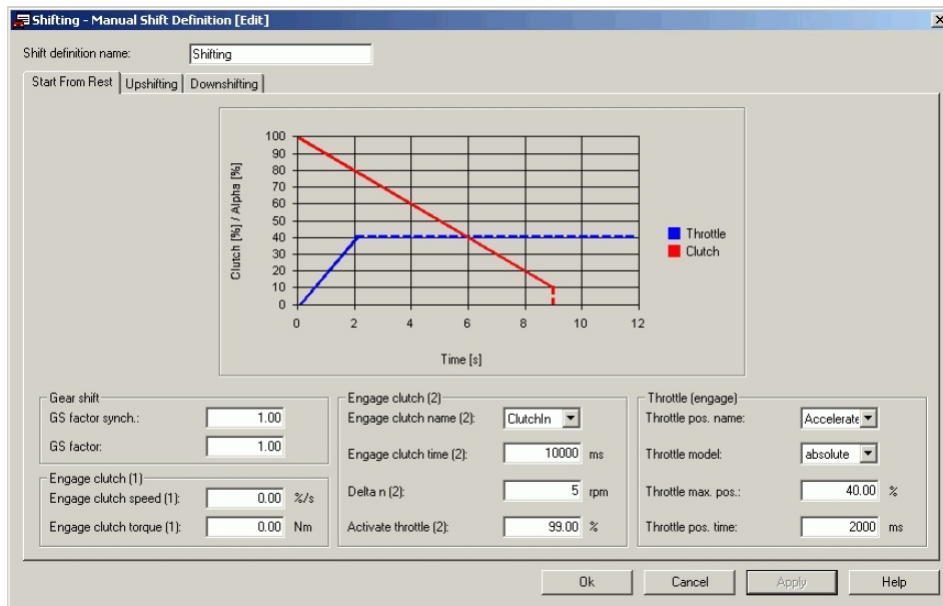 Shifting - Manual Shift Definition [Edit]
Shift definition name: Shifting
Start From Rest Upshifting Downshifting
Clutch [%] / Alpha [%]
100
90
80
70
60
50
40
30
20
10
0
0 2 4 6 8 10 12
Time [s]
Throttle
Clutch
Gear shift
GS factor synch.: 1.00
GS factor: 1.00
Engage clutch (1)
Engage clutch speed (1): 0.00 %/s
Engage clutch torque (1): 0.00 Nm
Engage clutch (2)
Engage clutch name (2): ClutchIn
Engage clutch time (2): 10000 ms
Delta n (2): 5 rpm
Activate throttle (2): 99.00 %
Throttle (engage)
Throttle pos. name: Accelerate
Throttle model: absolute
Throttle max. pos.: 40.00 %
Throttle pos. time: 2000 ms
Ok Cancel Apply Help